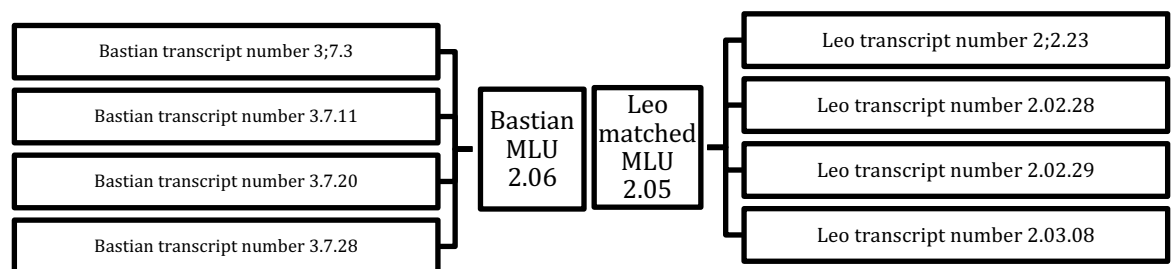 Bastian transcript number 3;7.3
Bastian transcript number 3.7.11
Bastian transcript number 3.7.20
Bastian transcript number 3.7.28
Bastian
MLU
2.06
Leo
matched
MLU
2.05
Leo transcript number 2;2.23
Leo transcript number 2.02.28
Leo transcript number 2.02.29
Leo transcript number 2.03.08